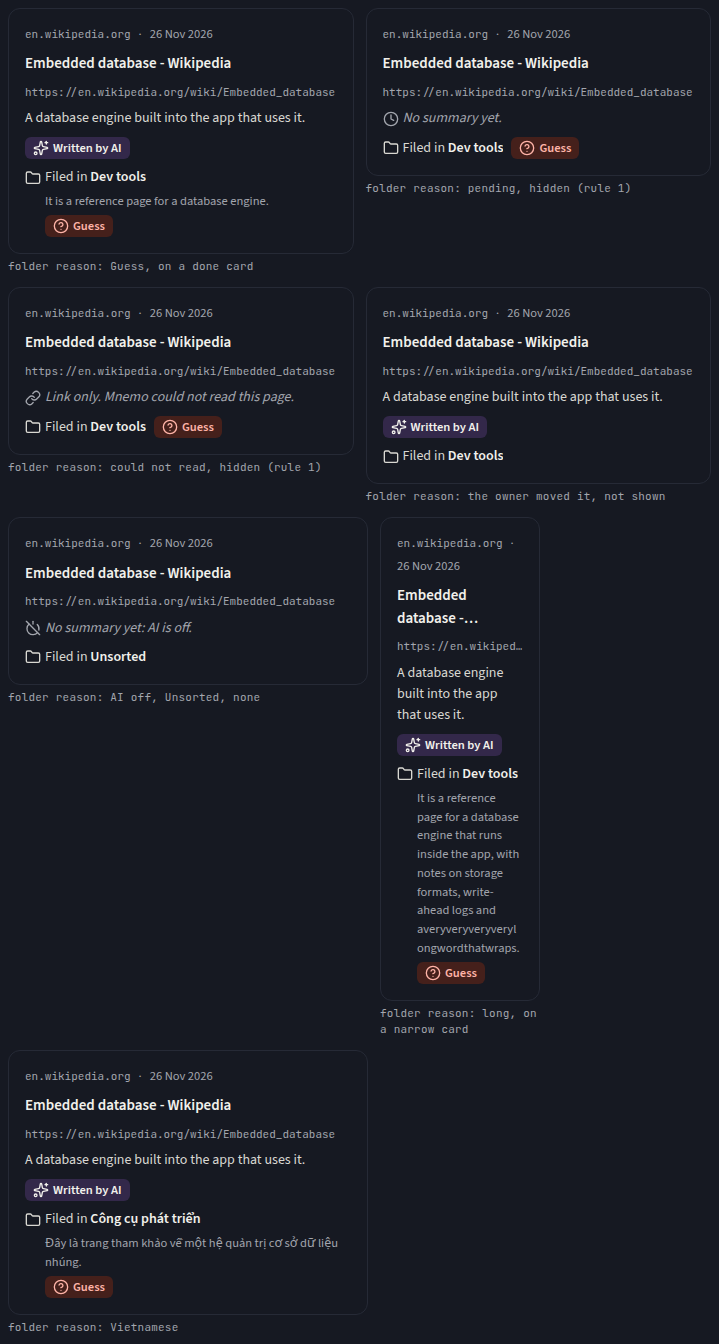 en.wikipedia.org · 26 Nov 2026
Embedded database - Wikipedia
https://en.wikipedia.org/wiki/Embedded_database
A database engine built into the app that uses it.
Written by AI
Filed in Dev tools
It is a reference page for a database engine.
Guess
folder reason: Guess, on a done card
en.wikipedia.org · 26 Nov 2026
Embedded database - Wikipedia
https://en.wikipedia.org/wiki/Embedded_database
No summary yet.
Filed in Dev tools Guess
folder reason: pending, hidden (rule 1)
en.wikipedia.org · 26 Nov 2026
Embedded database - Wikipedia
https://en.wikipedia.org/wiki/Embedded_database
Link only. Mnemo could not read this page.
Filed in Dev tools Guess
folder reason: could not read, hidden (rule 1)
en.wikipedia.org · 26 Nov 2026
Embedded database - Wikipedia
https://en.wikipedia.org/wiki/Embedded_database
A database engine built into the app that uses it.
Written by AI
Filed in Dev tools
folder reason: the owner moved it, not shown
en.wikipedia.org · 26 Nov 2026
Embedded database - Wikipedia
https://en.wikipedia.org/wiki/Embedded_database
No summary yet: AI is off.
Filed in Unsorted
folder reason: AI off, Unsorted, none
en.wikipedia.org ·
26 Nov 2026
Embedded
database -…
https://en.wikiped…
A database engine
built into the app
that uses it.
Written by AI
Filed in Dev tools
It is a reference
page for a database
engine that runs
inside the app, with
notes on storage
formats, write-
ahead logs and
averyveryveryveryl
ongwordthatwraps.
Guess
folder reason: long, on
a narrow card
en.wikipedia.org · 26 Nov 2026
Embedded database - Wikipedia
https://en.wikipedia.org/wiki/Embedded_database
A database engine built into the app that uses it.
Written by AI
Filed in Công cụ phát triển
Đây là trang tham khảo về một hệ quản trị cơ sở dữ liệu
nhúng.
Guess
folder reason: Vietnamese